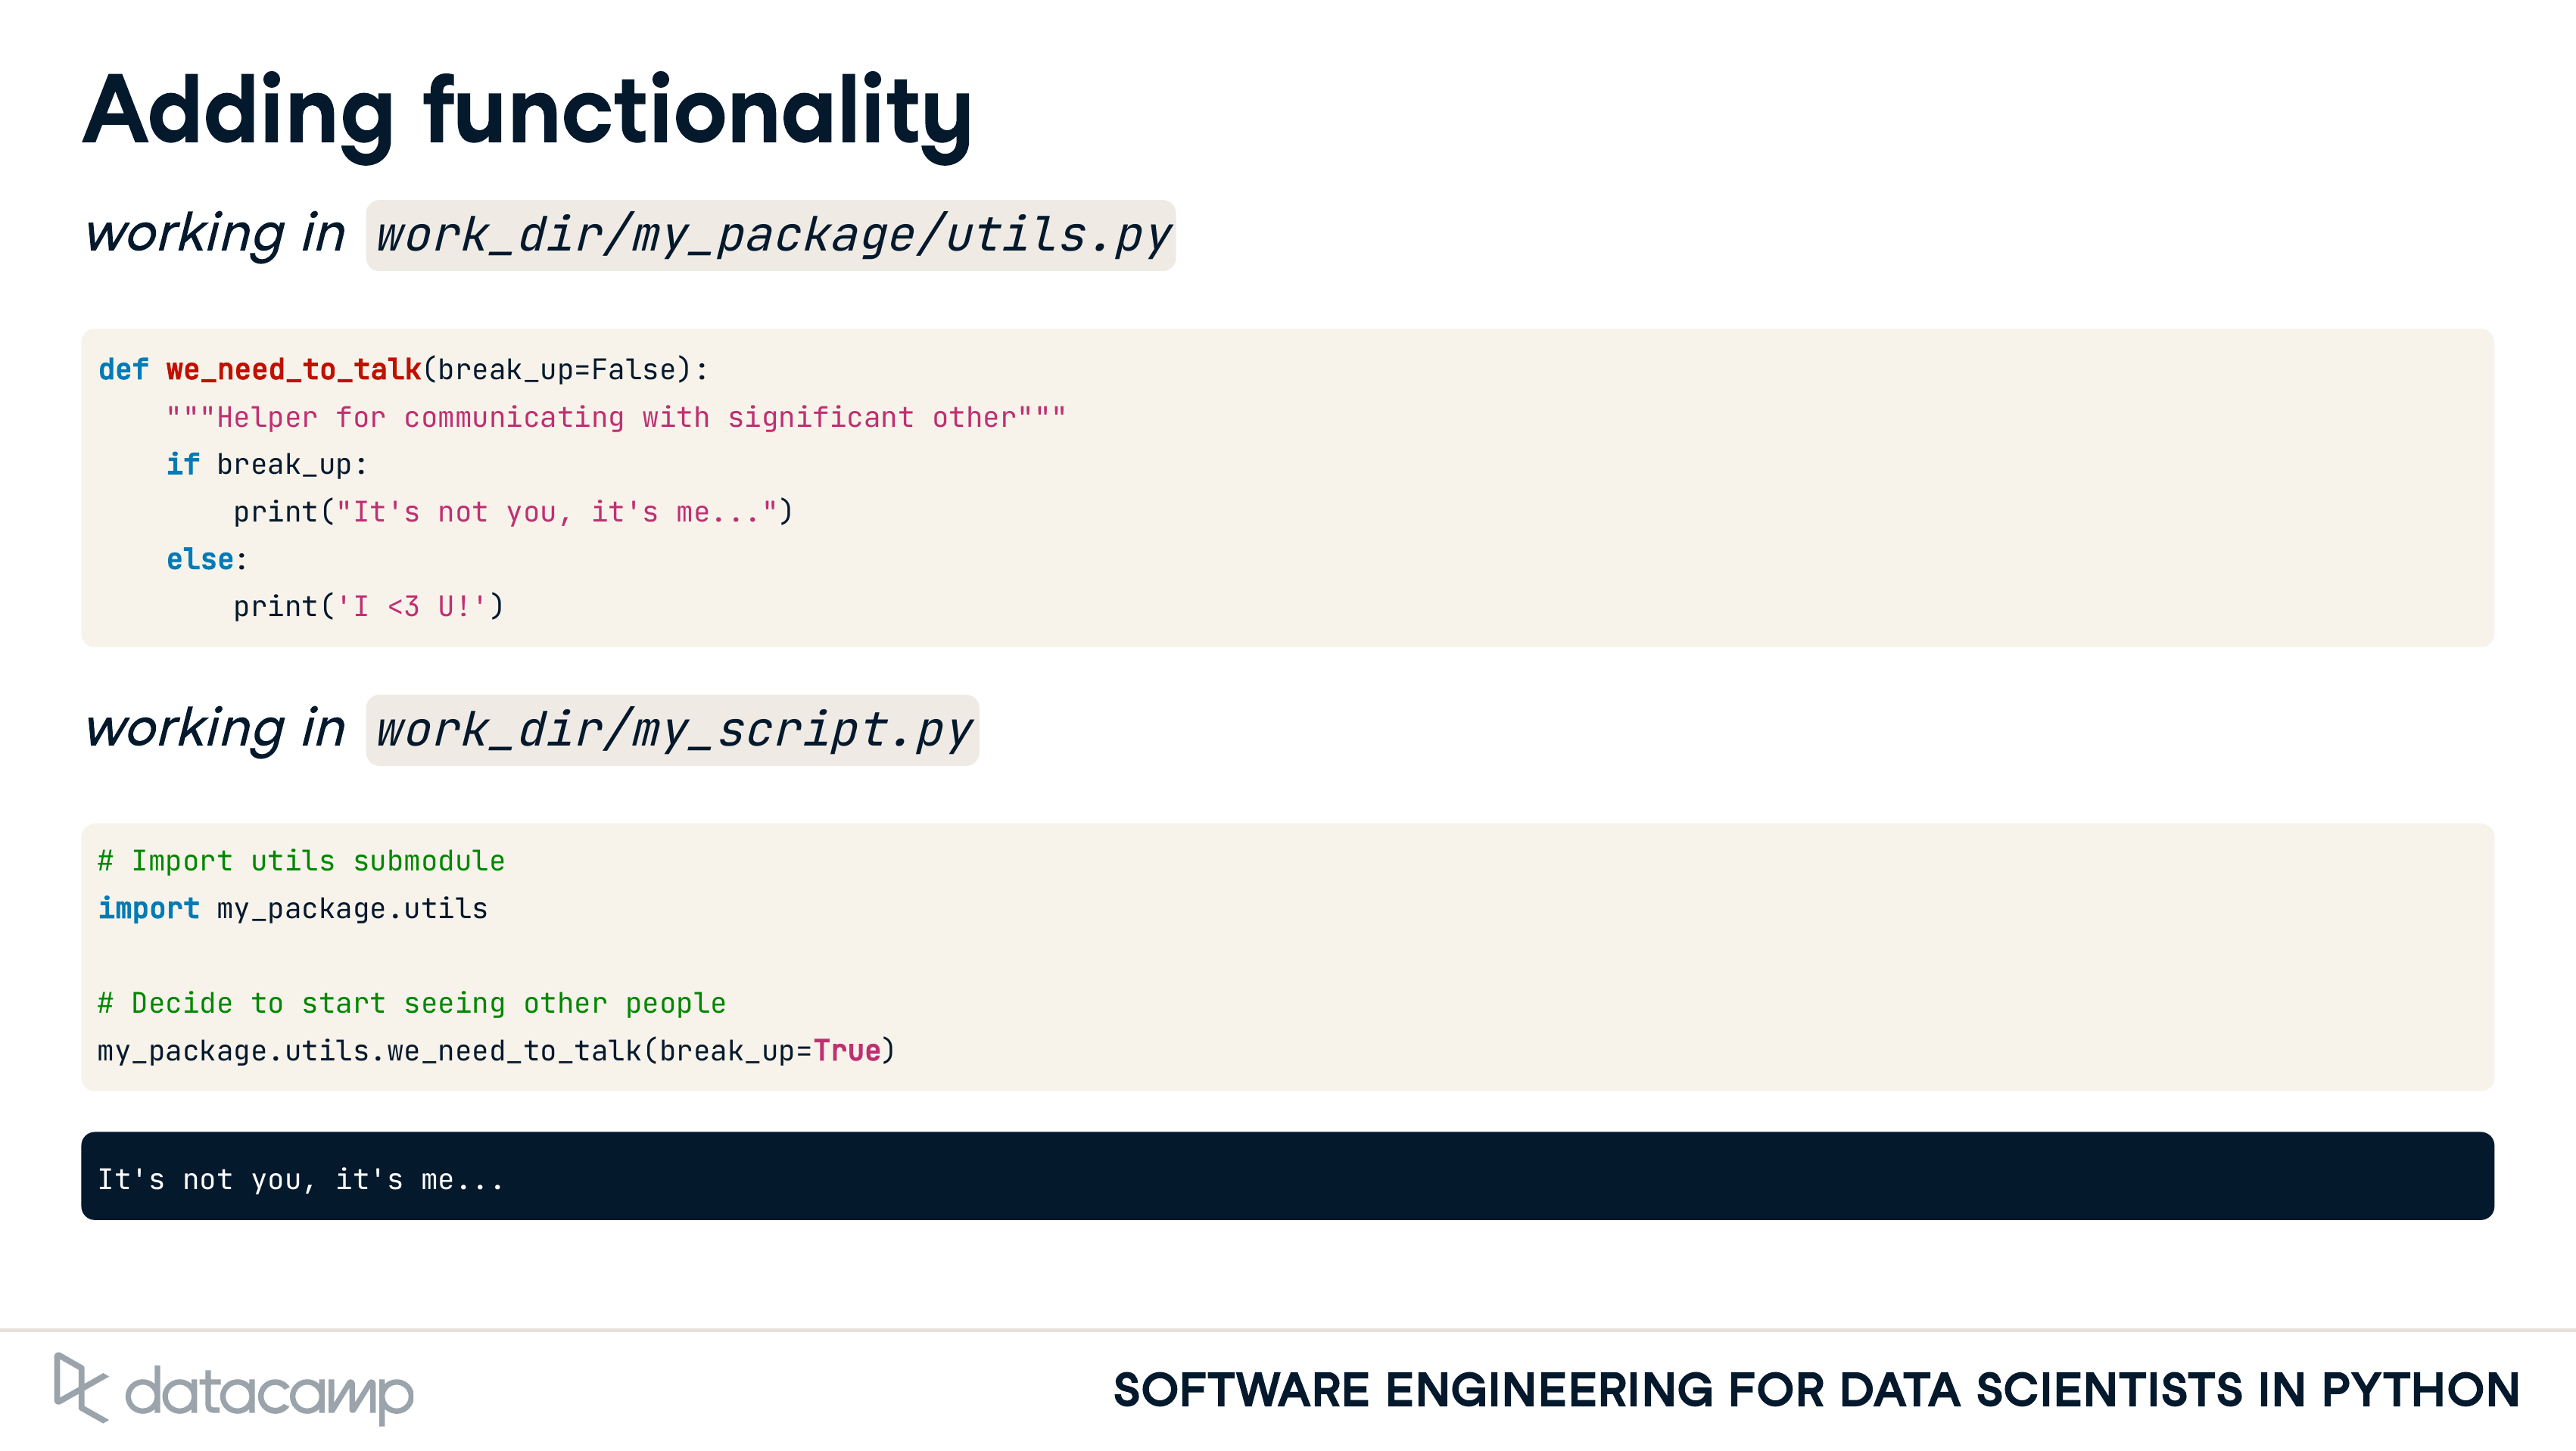 Adding functionality
working in work_dir/my_package/utils.py
def we_need_to_talk(break_up=False):
    """Helper for communicating with significant other"""
    if break_up:
        print("It's not you, it's me...")
    else:
        print('I <3 U!')
working in work_dir/my_script.py
# Import utils submodule
import my_package.utils
# Decide to start seeing other people
my_package.utils.we_need_to_talk(break_up=True)
It's not you, it's me...
datacamp
SOFTWARE ENGINEERING FOR DATA SCIENTISTS IN PYTHON